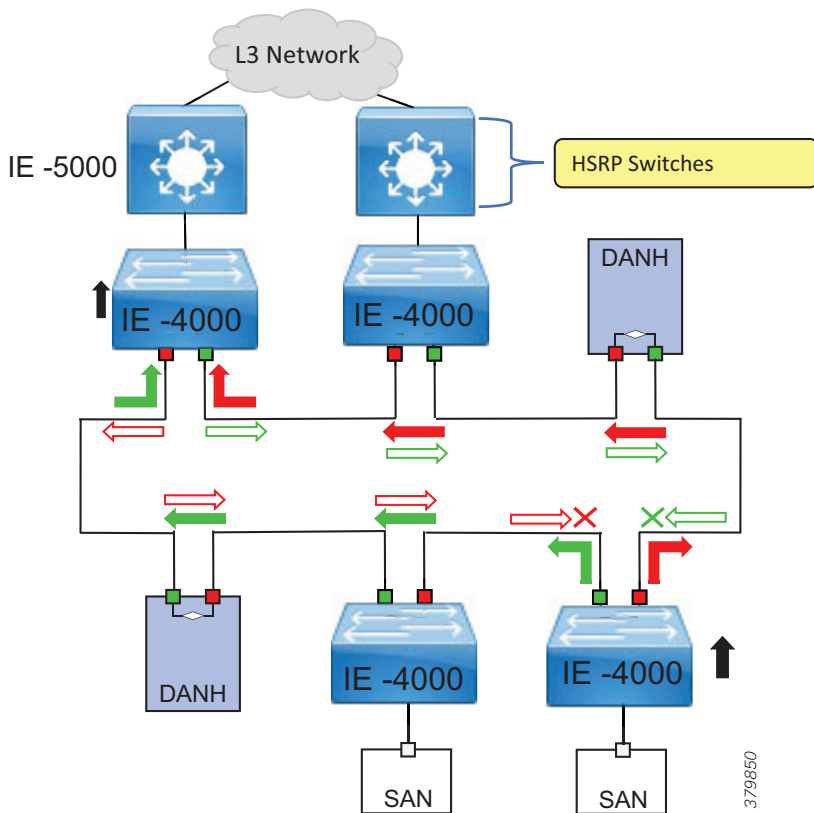 L3 Network
IE -5000
HSRP Switches
IE -4000
IE -4000
DANH
DANH
IE -4000
IE -4000
SAN
SAN
379850